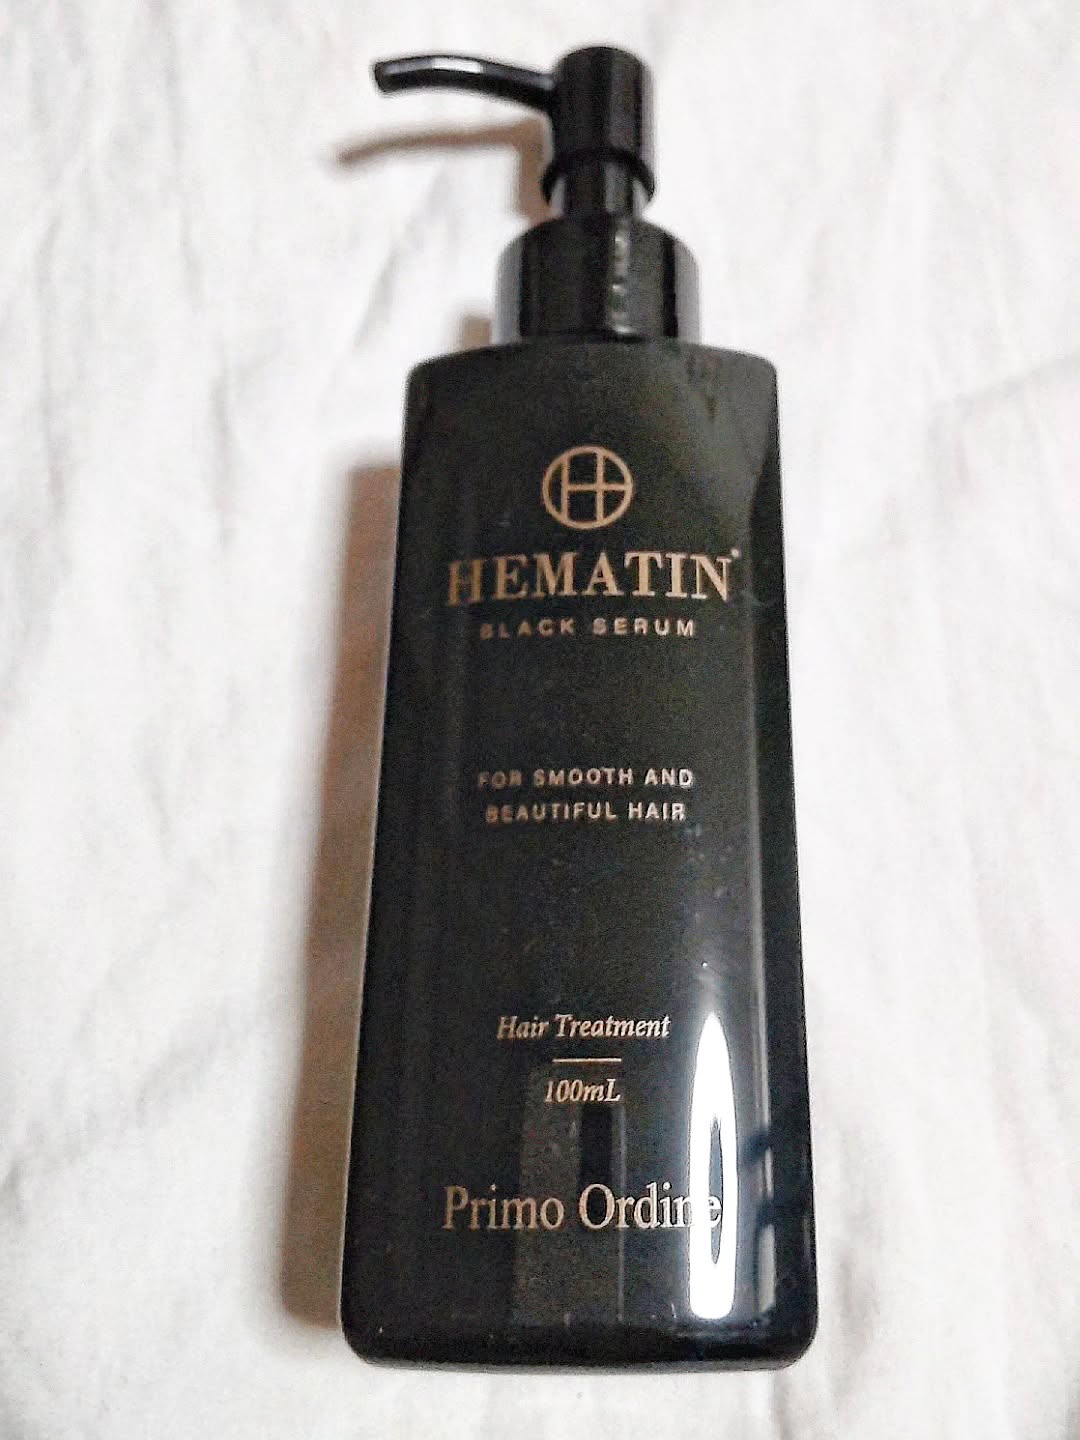 HEMATIN
BLACK SERUM
FOR SMOOTH AND
BEAUTIFUL HAIR
Hair Treatment
100mL
Primo Ordine